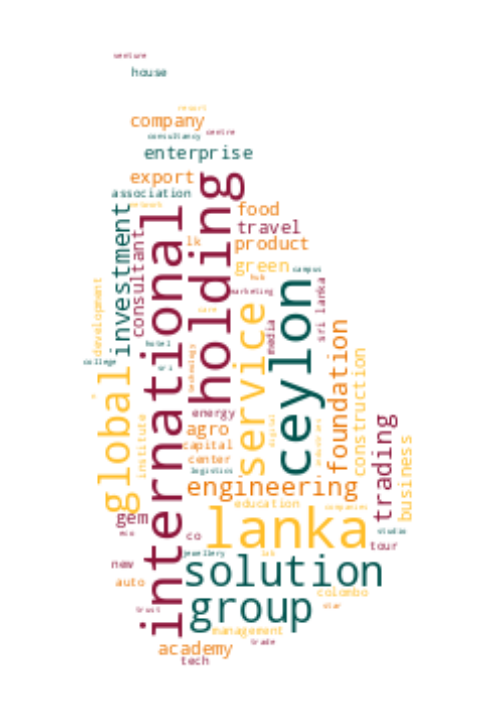 venture
house
resort
company
consultancy
centre
enterprise
export
association
network
holding
international
investment
consultant
food
travel
lk
product
green
campus
hub
marketing
development
ceylon
sri lanka
care
service
media
foundation
hotel
technology
construction
college
sri
global
energy
institute
agro
digital
industries
trading
capital
business
center
logistics
engineering
education
companies
gem
lanka
eco
co
studio
tour
jewellery
lab
new
solution
auto
colombo
group
trust
star
management
academy
trade
tech